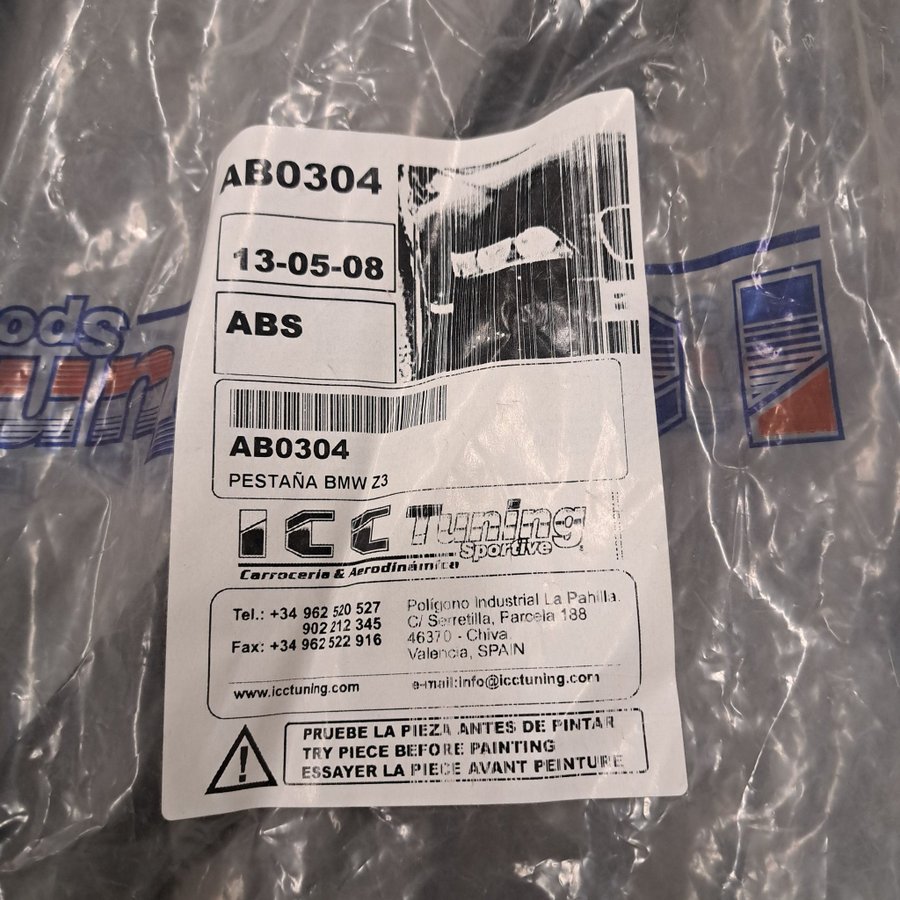 AB0304
13-05-08
ABS
AB0304
PESTAÑA BMW Z3
ICC Tuning
Sportive
Carrocería & Aerodinámica
Tel.: +34 962 520 527
902 212 345
Fax: +34 962 522 916
Polígono Industrial La Pahilla.
C/ Serretilla, Parcela 188
46370 - Chiva.
Valencia, SPAIN
www.icctuning.com
e-mail:info@icctuning.com
PRUEBE LA PIEZA ANTES DE PINTAR
TRY PIECE BEFORE PAINTING
ESSAYER LA PIECE AVANT PEINTURE
ods
un